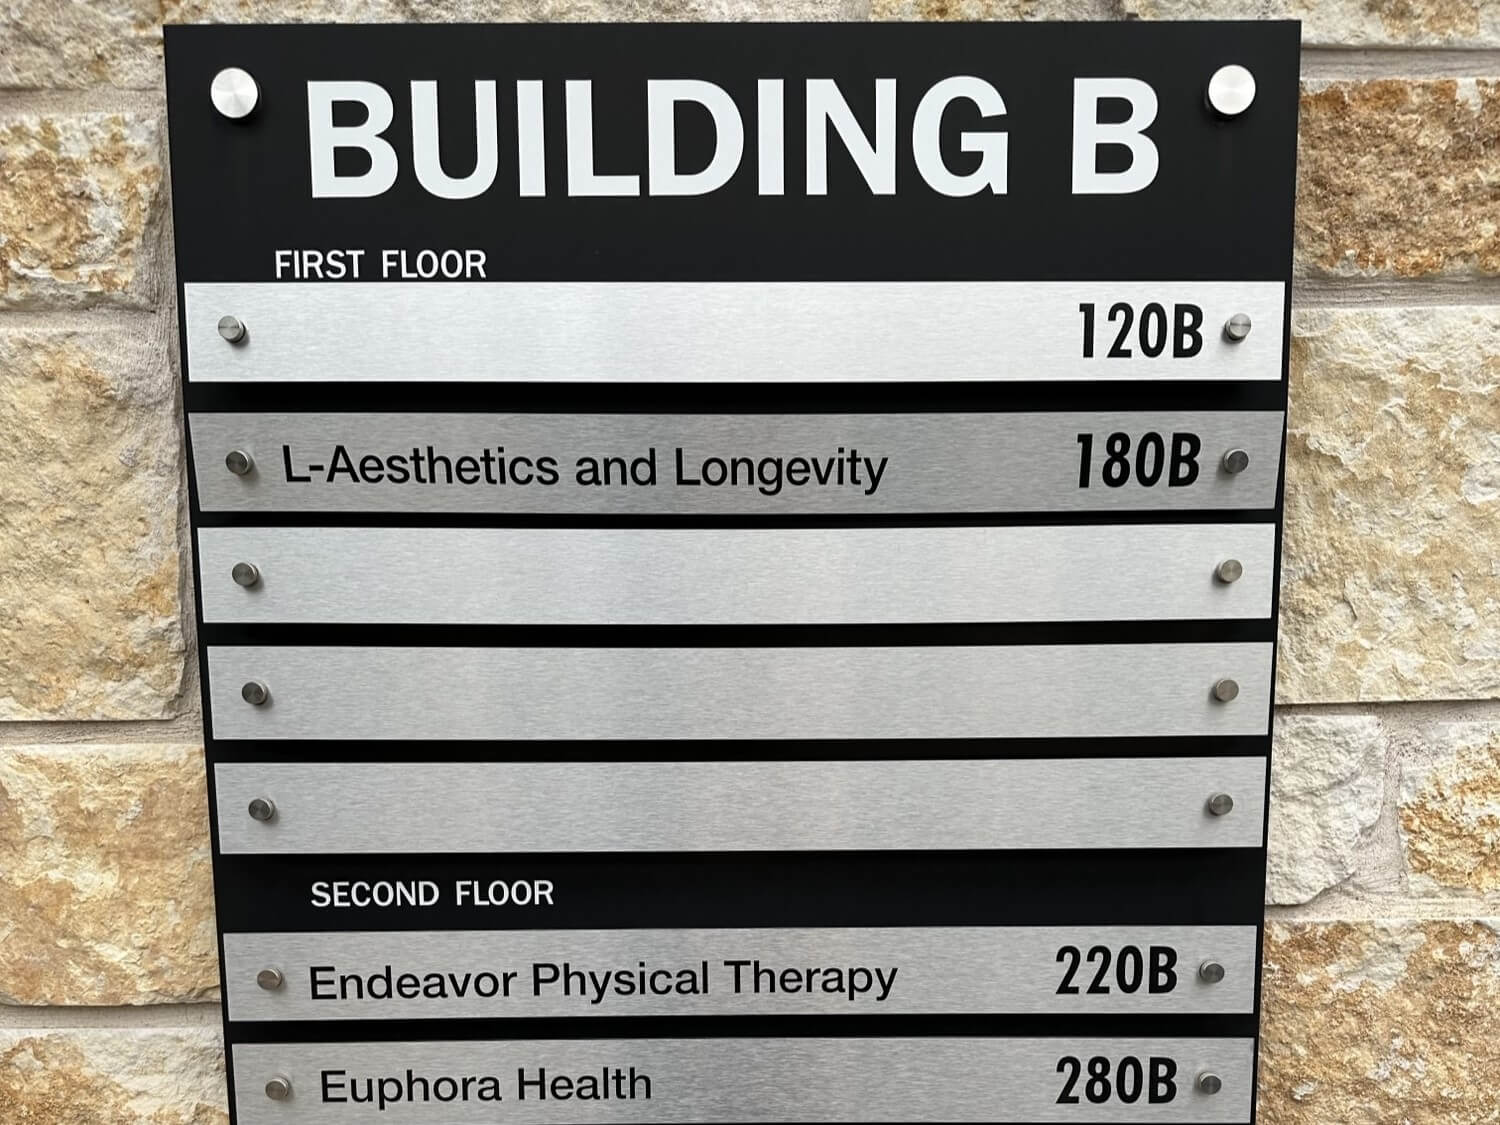 BUILDING B
FIRST FLOOR
120B
L-Aesthetics and Longevity 180B
SECOND FLOOR
Endeavor Physical Therapy 220B
Euphora Health 280B